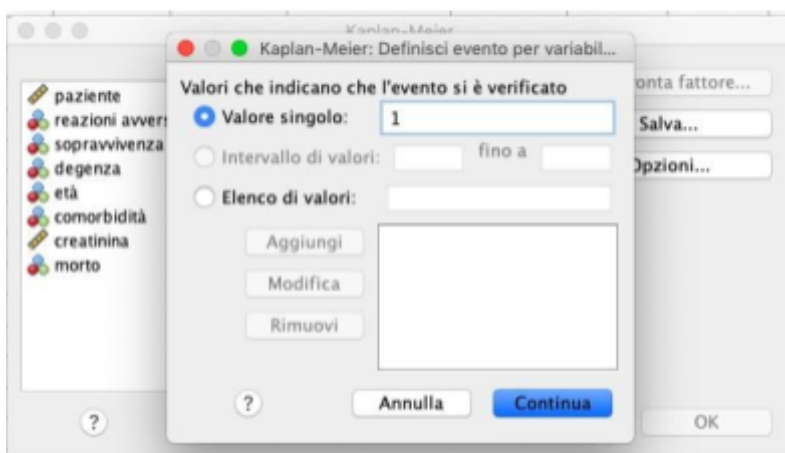 Kaplan-Meier
Kaplan-Meier: Definisci evento per variabil...
paziente
reazioni avvers
sopravvivenza
degenza
età
comorbidità
creatinina
morto
Valori che indicano che l'evento si è verificato
Valore singolo: 1
Intervallo di valori: fino a
Elenco di valori:
Aggiungi
Modifica
Rimuovi
? Annulla Continua
onta fattore...
Salva...
Opzioni...
? OK